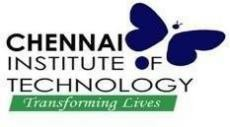 CHENNAI
INSTITUTE OF
TECHNOLOGY
Transforming Lives